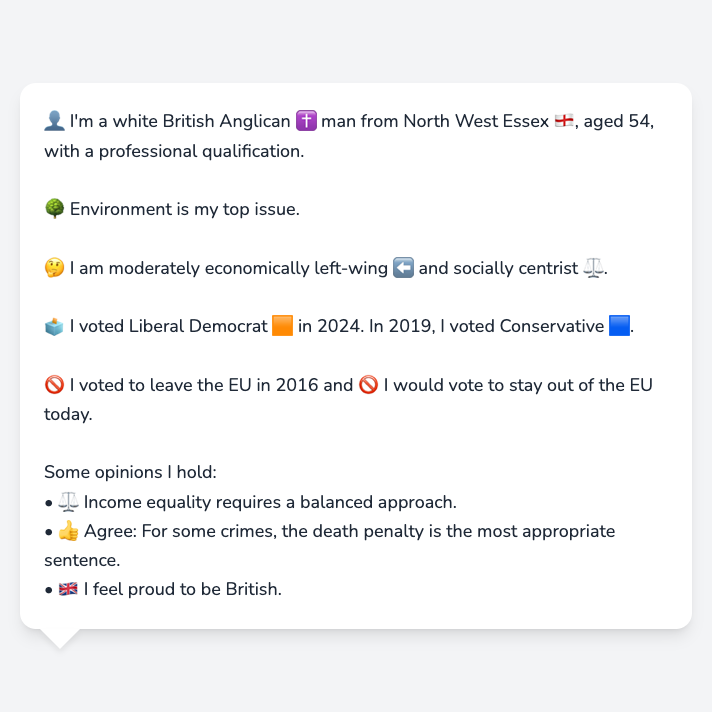 👤 I'm a white British Anglican ✝️ man from North West Essex 🏴󠁧󠁢󠁥󠁮󠁧󠁿, aged 54,
with a professional qualification.
🌳 Environment is my top issue.
🤔 I am moderately economically left-wing ⬅️ and socially centrist ⚖️.
🗳️ I voted Liberal Democrat 🟧 in 2024. In 2019, I voted Conservative 🟦.
🚫 I voted to leave the EU in 2016 and 🚫 I would vote to stay out of the EU
today.
Some opinions I hold:
• ⚖️ Income equality requires a balanced approach.
• 👍 Agree: For some crimes, the death penalty is the most appropriate
sentence.
• 🇬🇧 I feel proud to be British.